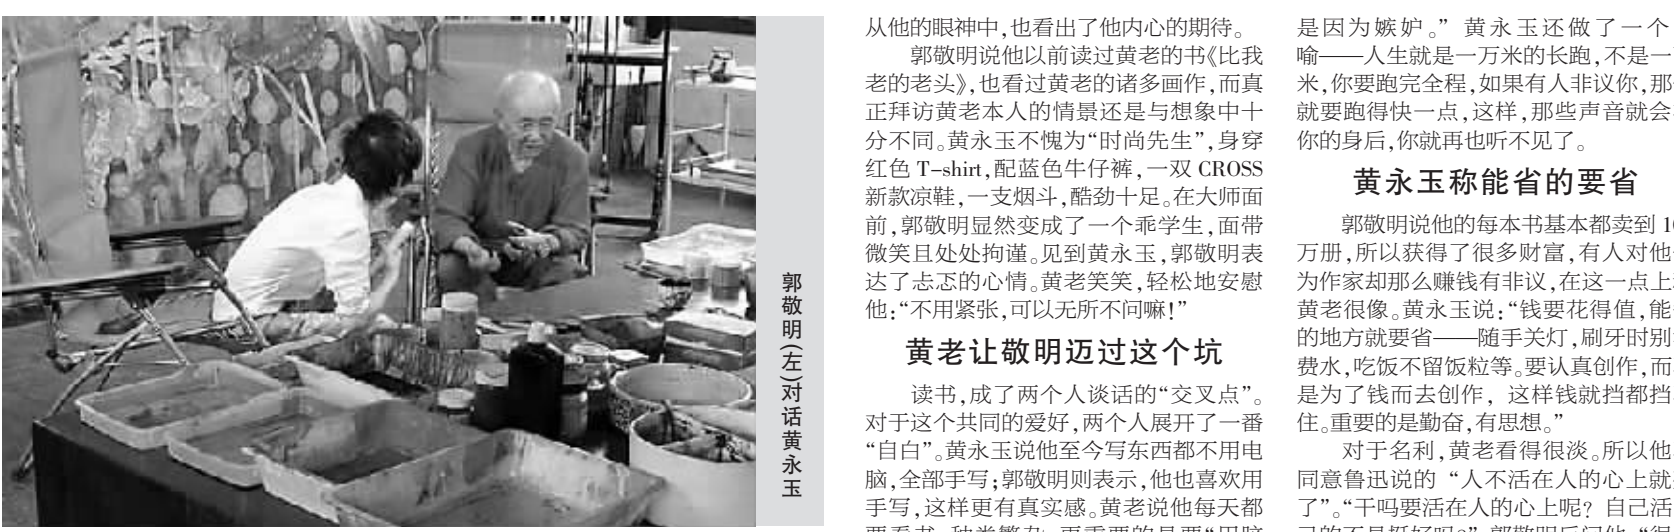 郭敬明(左)对话黄永玉
从他的眼神中,也看出了他内心的期待。
郭敬明说他以前读过黄老的书《比我
老的老头》,也看过黄老的诸多画作,而真
正拜访黄老本人的情景还是与想象中十
分不同。黄永玉不愧为“时尚先生”,身穿
红色 T-shirt,配蓝色牛仔裤,一双 CROSS
新款凉鞋,一支烟斗,酷劲十足。在大师面
前,郭敬明显然变成了一个乖学生,面带
微笑且处处拘谨。见到黄永玉,郭敬明表
达了忐忑的心情。黄老笑笑,轻松地安慰
他:“不用紧张,可以无所不问嘛!”
黄老让敬明迈过这个坑
读书,成了两个人谈话的“交叉点”。
对于这个共同的爱好,两个人展开了一番
“自白”。黄永玉说他至今写东西都不用电
脑,全部手写;郭敬明则表示,他也喜欢用
手写,这样更有真实感。黄老说他每天都
是因为嫉妒。”黄永玉还做了一个
喻——人生就是一万米的长跑,不是一
米,你要跑完全程,如果有人非议你,那
就要跑得快一点,这样,那些声音就会
你的身后,你就再也听不见了。
黄永玉称能省的要省
郭敬明说他的每本书基本都卖到
万册,所以获得了很多财富,有人对他
为作家却那么赚钱有非议,在这一点上
黄老很像。黄永玉说:“钱要花得值,能
的地方就要省——随手关灯,刷牙时别
费水,吃饭不留饭粒等。要认真创作,而
是为了钱而去创作,这样钱就挡都挡
住。重要的是勤奋,有思想。”
对于名利,黄老看得很淡。所以他
同意鲁迅说的“人不活在人的心上就
了”。“干吗要活在人的心上呢?自己活